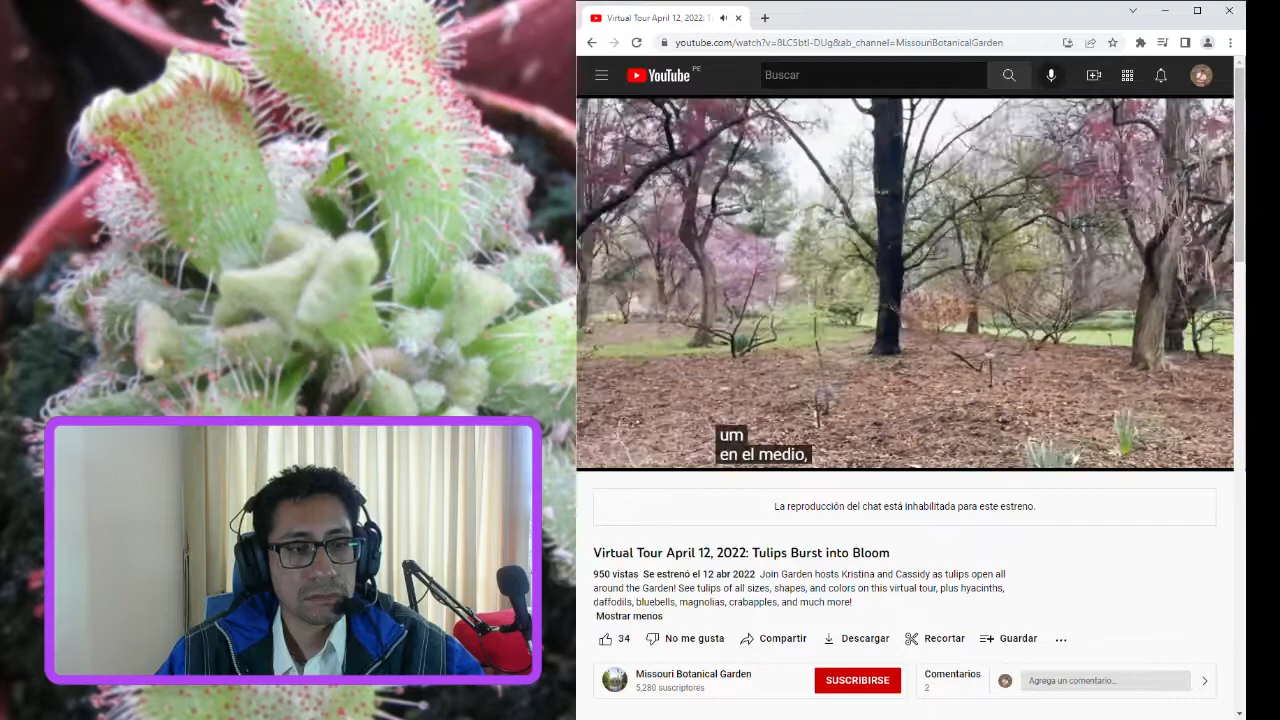 Virtual Tour April 12, 2022: T
youtube.com/watch?v=8LC5btl-DUg&ab_channel=MissouriBotanicalGarden
YouTube PE
Buscar
um
en el medio,
La reproducción del chat está inhabilitada para este estreno.
Virtual Tour April 12, 2022: Tulips Burst into Bloom
950 vistas Se estrenó el 12 abr 2022 Join Garden hosts Kristina and Cassidy as tulips open all
around the Garden! See tulips of all sizes, shapes, and colors on this virtual tour, plus hyacinths,
daffodils, bluebells, magnolias, crabapples, and much more!
Mostrar menos
34 No me gusta Compartir Descargar Recortar Guardar
Missouri Botanical Garden
5,280 suscriptores
SUSCRIBIRSE
Comentarios
2
Agrega un comentario...